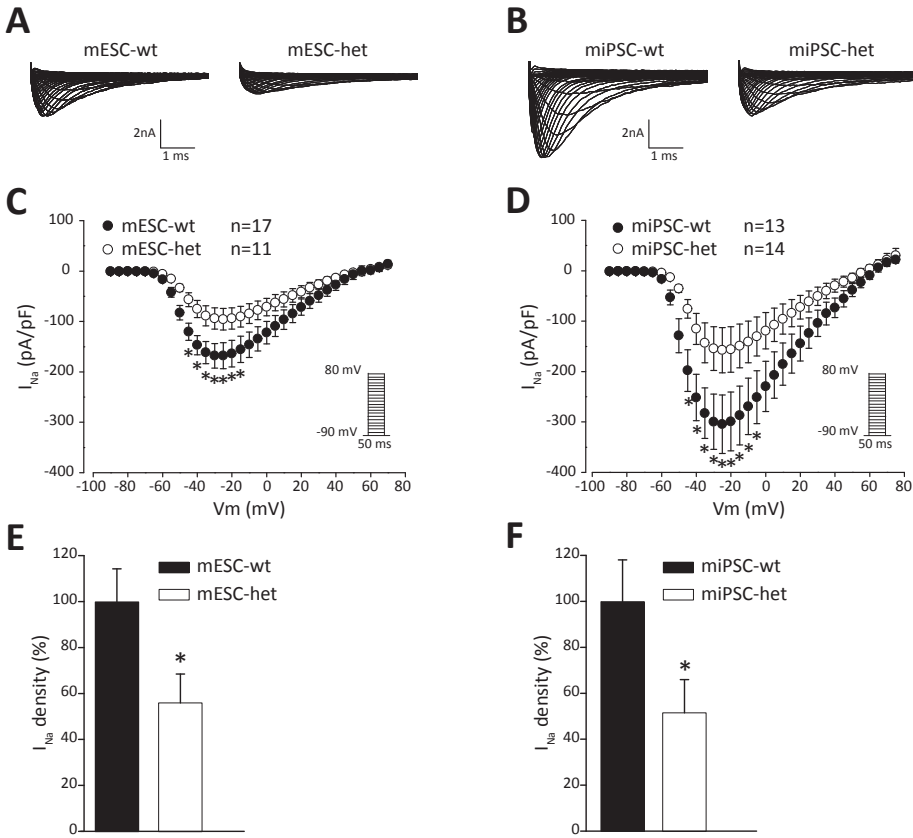 A
mESC-wt
mESC-het
2nA
1 ms
B
miPSC-wt
miPSC-het
2nA
1 ms
C
mESC-wt n=17
mESC-het n=11
100
0
-100
-200
-300
-400
I_Na (pA/pF)
* * * * * * *
80 mV
-90 mV
50 ms
-100 -80 -60 -40 -20 0 20 40 60 80
Vm (mV)
D
miPSC-wt n=13
miPSC-het n=14
100
0
-100
-200
-300
-400
I_Na (pA/pF)
* * * * * * * * *
80 mV
-90 mV
50 ms
-100 -80 -60 -40 -20 0 20 40 60 80
Vm (mV)
E
120
100
80
60
40
20
0
I_Na density (%)
mESC-wt
mESC-het
*
F
120
100
80
60
40
20
0
I_Na density (%)
miPSC-wt
miPSC-het
*